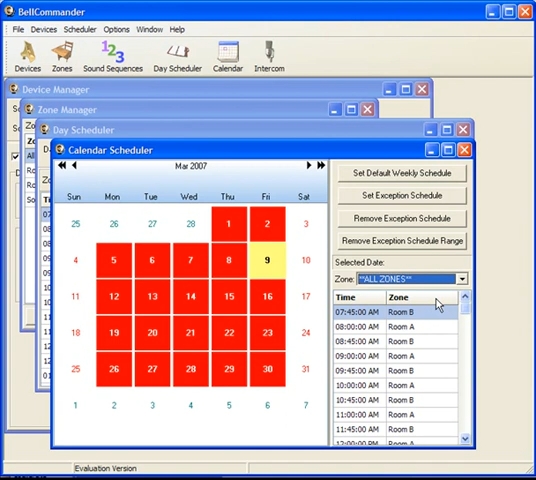 BellCommander
File Devices Scheduler Options Window Help
Devices Zones Sound Sequences Day Scheduler Calendar Intercom
Device Manager
Zone Manager
Day Scheduler
Calendar Scheduler
Mar 2007
Sun Mon Tue Wed Thu Fri Sat
25 26 27 28 1 2 3
4 5 6 7 8 9 10
11 12 13 14 15 16 17
18 19 20 21 22 23 24
25 26 27 28 29 30 31
1 2 3 4 5 6 7
Set Default Weekly Schedule
Set Exception Schedule
Remove Exception Schedule
Remove Exception Schedule Range
Selected Date:
Zone: **ALL ZONES**
Time Zone
07:45:00 AM Room B
08:00:00 AM Room A
08:45:00 AM Room B
09:00:00 AM Room A
09:45:00 AM Room B
10:00:00 AM Room A
10:45:00 AM Room B
11:00:00 AM Room A
11:45:00 AM Room B
12:00:00 PM Room A
Evaluation Version